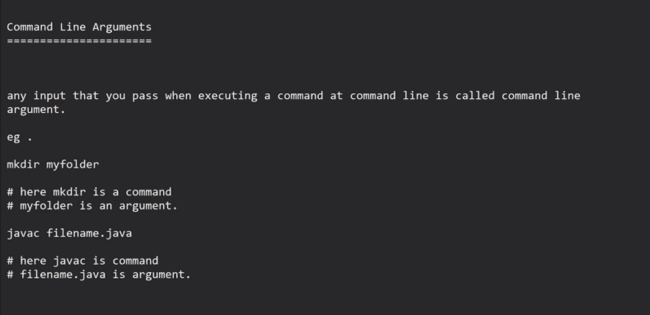 Command Line Arguments
======================
any input that you pass when executing a command at command line is called command line
argument.
eg .
mkdir myfolder
# here mkdir is a command
# myfolder is an argument.
javac filename.java
# here javac is command
# filename.java is argument.